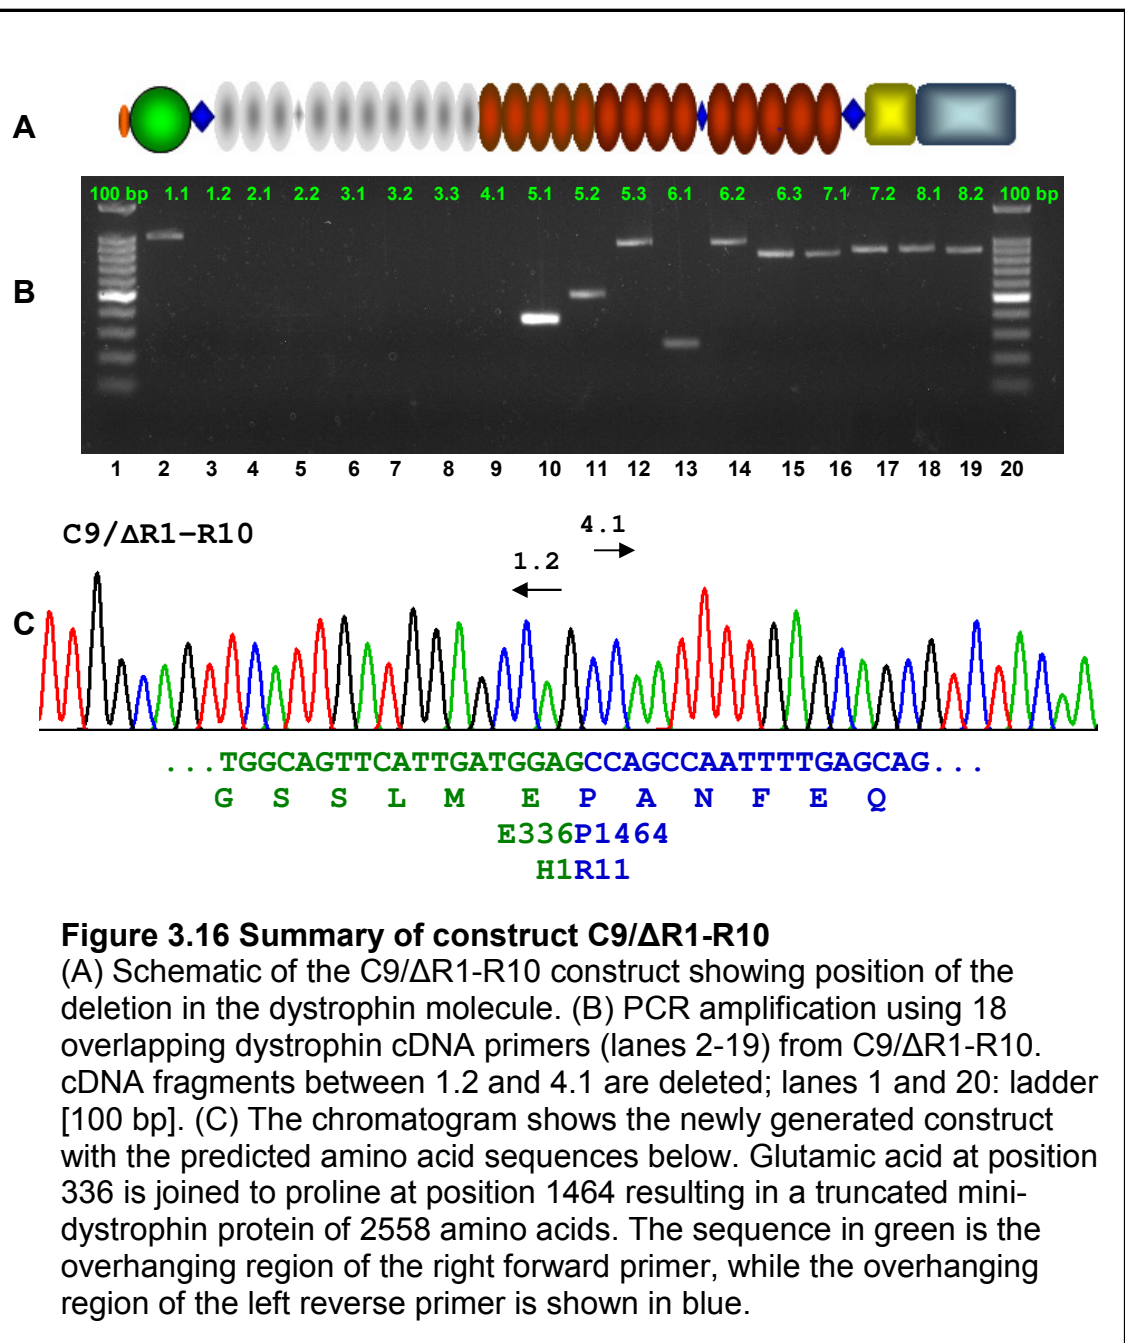 A
100 bp 1.1 1.2 2.1 2.2 3.1 3.2 3.3 4.1 5.1 5.2 5.3 6.1 6.2 6.3 7.1 7.2 8.1 8.2 100 bp
B
1 2 3 4 5 6 7 8 9 10 11 12 13 14 15 16 17 18 19 20
C9/ΔR1–R10
4.1
1.2
C
...TGGCAGTTCATTGATGGAGCCAGCCAATTTTGAGCAG...
G S S L M E P A N F E Q
E336P1464
H1R11
Figure 3.16 Summary of construct C9/ΔR1-R10
(A) Schematic of the C9/ΔR1-R10 construct showing position of the
deletion in the dystrophin molecule. (B) PCR amplification using 18
overlapping dystrophin cDNA primers (lanes 2-19) from C9/ΔR1-R10.
cDNA fragments between 1.2 and 4.1 are deleted; lanes 1 and 20: ladder
[100 bp]. (C) The chromatogram shows the newly generated construct
with the predicted amino acid sequences below. Glutamic acid at position
336 is joined to proline at position 1464 resulting in a truncated mini-
dystrophin protein of 2558 amino acids. The sequence in green is the
overhanging region of the right forward primer, while the overhanging
region of the left reverse primer is shown in blue.